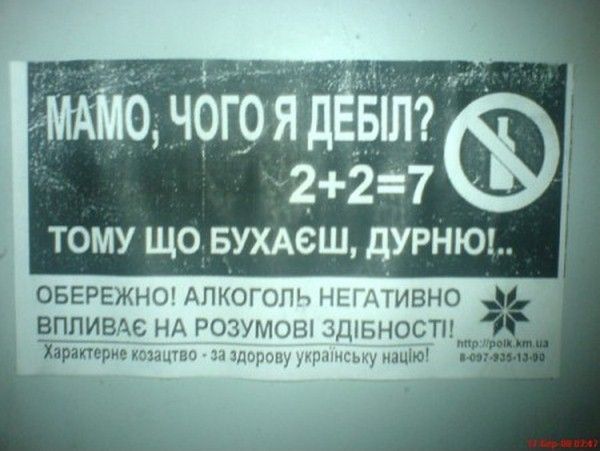 МАМО, ЧОГО Я ДЕБІЛ?
2+2=7
ТОМУ ЩО БУХАЄШ, ДУРНЮ!..
ОБЕРЕЖНО! АЛКОГОЛЬ НЕГАТИВНО
ВПЛИВАЄ НА РОЗУМОВІ ЗДІБНОСТІ!
Характерне козацтво - за здорову українську націю!
http://polk.km.ua
8-097-935-13-90